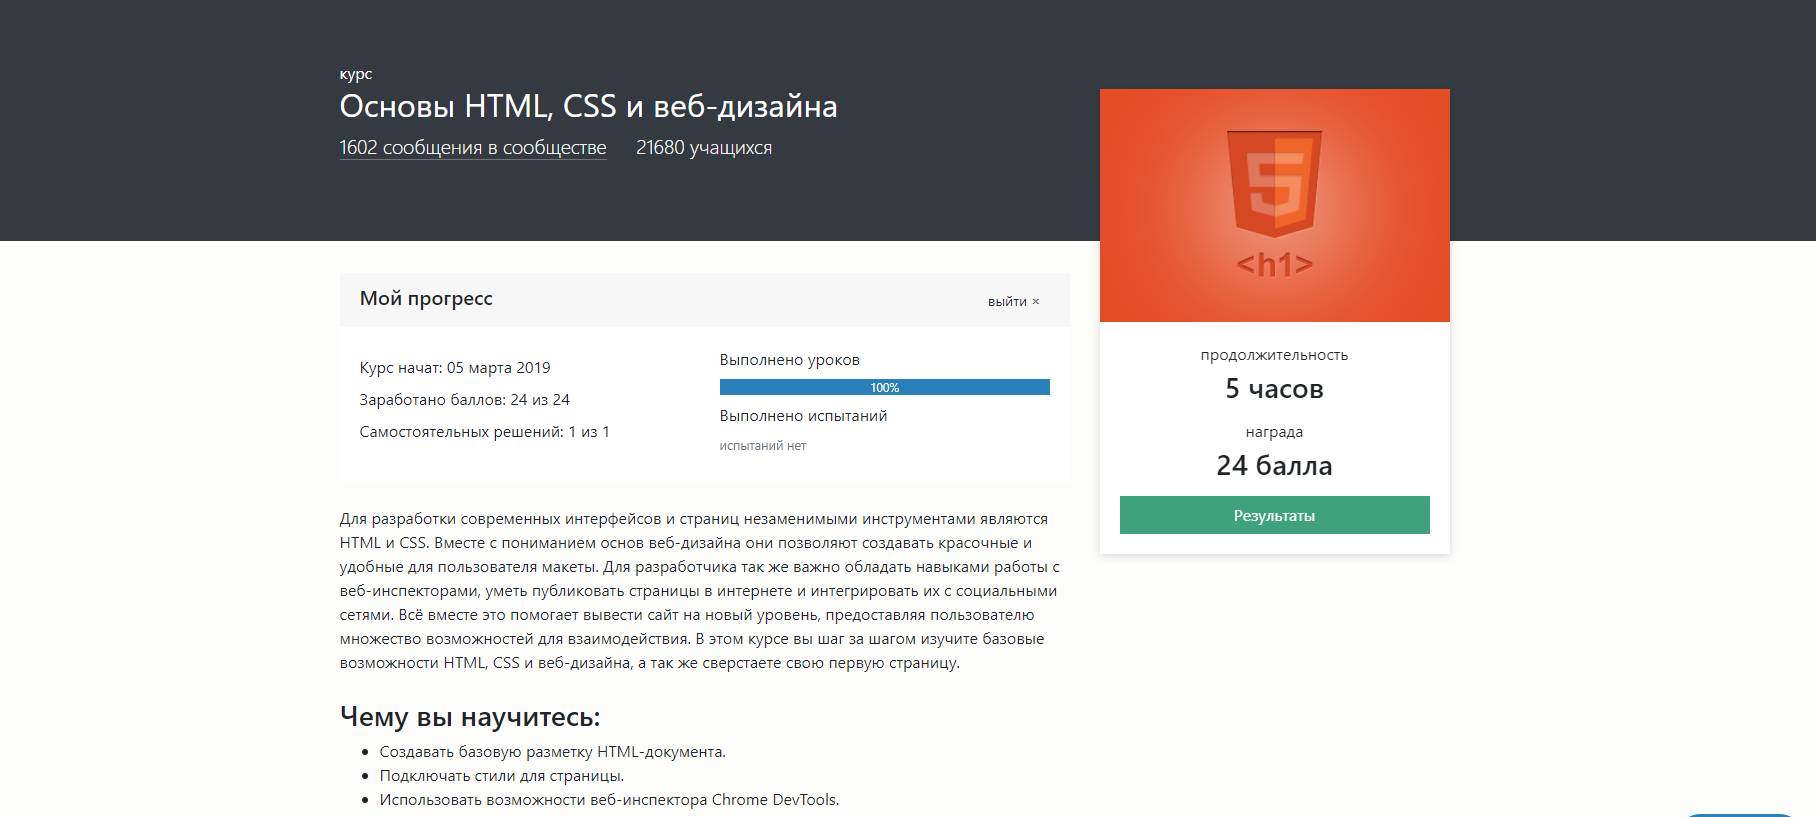 курс
Основы HTML, CSS и веб-дизайна
1602 сообщения в сообществе 21680 учащихся
5
<h1>
Мой прогресс
выйти ×
Курс начат: 05 марта 2019
Заработано баллов: 24 из 24
Самостоятельных решений: 1 из 1
Выполнено уроков
100%
Выполнено испытаний
испытаний нет
продолжительность
5 часов
награда
24 балла
Результаты
Для разработки современных интерфейсов и страниц незаменимыми инструментами являются
HTML и CSS. Вместе с пониманием основ веб-дизайна они позволяют создавать красочные и
удобные для пользователя макеты. Для разработчика так же важно обладать навыками работы с
веб-инспекторами, уметь публиковать страницы в интернете и интегрировать их с социальными
сетями. Всё вместе это помогает вывести сайт на новый уровень, предоставляя пользователю
множество возможностей для взаимодействия. В этом курсе вы шаг за шагом изучите базовые
возможности HTML, CSS и веб-дизайна, а так же сверстаете свою первую страницу.
Чему вы научитесь:
• Создавать базовую разметку HTML-документа.
• Подключать стили для страницы.
• Использовать возможности веб-инспектора Chrome DevTools.